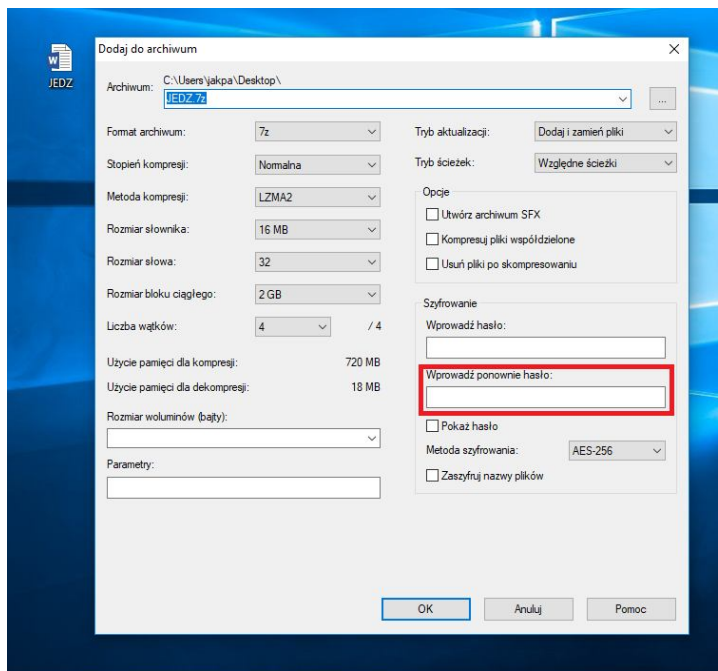 JEDZ
Dodaj do archiwum
Archiwum: C:\Users\jakpa\Desktop\
JEDZ.7z
...
Format archiwum: 7z
Stopień kompresji: Normalna
Metoda kompresji: LZMA2
Rozmiar słownika: 16 MB
Rozmiar słowa: 32
Rozmiar bloku ciągłego: 2 GB
Liczba wątków: 4 / 4
Użycie pamięci dla kompresji: 720 MB
Użycie pamięci dla dekompresji: 18 MB
Rozmiar woluminów (bajty):
Parametry:
Tryb aktualizacji: Dodaj i zamień pliki
Tryb ścieżek: Względne ścieżki
Opcje
Utwórz archiwum SFX
Kompresuj pliki współdzielone
Usuń pliki po skompresowaniu
Szyfrowanie
Wprowadź hasło:
Wprowadź ponownie hasło:
Pokaż hasło
Metoda szyfrowania: AES-256
Zaszyfruj nazwy plików
OK Anuluj Pomoc